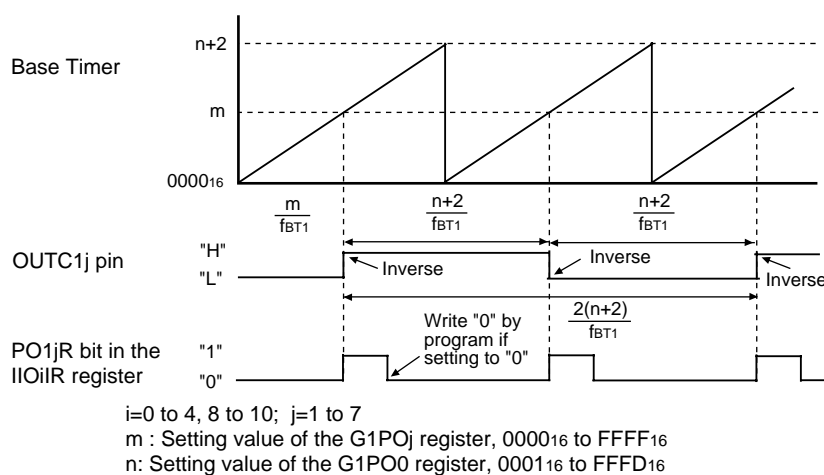 n+2
Base Timer
m
0000₁₆
m
fBT1
n+2
fBT1
n+2
fBT1
"H"
OUTC1j pin
"L"
Inverse
Inverse
Inverse
2(n+2)
fBT1
Write "0" by
program if
setting to "0"
PO1jR bit in the
IIOiIR register
"1"
"0"
i=0 to 4, 8 to 10; j=1 to 7
m : Setting value of the G1POj register, 0000₁₆ to FFFF₁₆
n: Setting value of the G1PO0 register, 0001₁₆ to FFFD₁₆